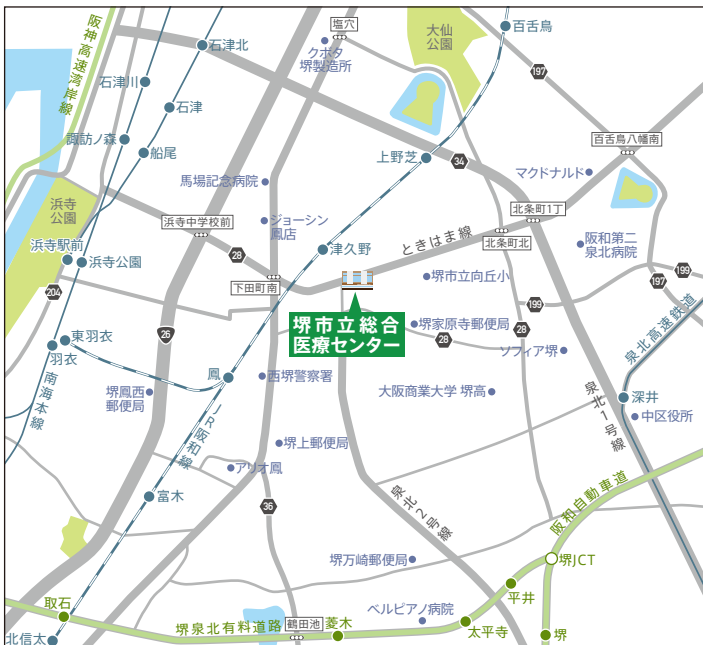 塩穴
大仙
公園
百舌鳥
阪神高速湾岸線
石津北
クボタ
堺製造所
石津川
197
石津
諏訪ノ森
船尾
上野芝
34
百舌鳥八幡南
馬場記念病院
マクドナルド
浜寺
公園
浜寺中学校前
ジョーシン
鳳店
北条町1丁
ときはま線
北条町北
阪和第二
泉北病院
津久野
浜寺駅前
浜寺公園
28
下田町南
堺市立向丘小
199
197
204
199
堺市立総合
医療センター
堺家原寺郵便局
28
28
26
東羽衣
羽衣
ソフィア堺
泉北高速鉄道
南海本線
鳳
西堺警察署
堺鳳西
郵便局
大阪商業大学 堺高
泉北1号線
深井
中区役所
JR阪和線
堺上郵便局
アリオ鳳
富木
36
泉北2号線
阪和自動車道
堺万崎郵便局
堺JCT
取石
平井
ベルピアノ病院
堺泉北有料道路
鶴田池
菱木
太平寺
堺
北信太